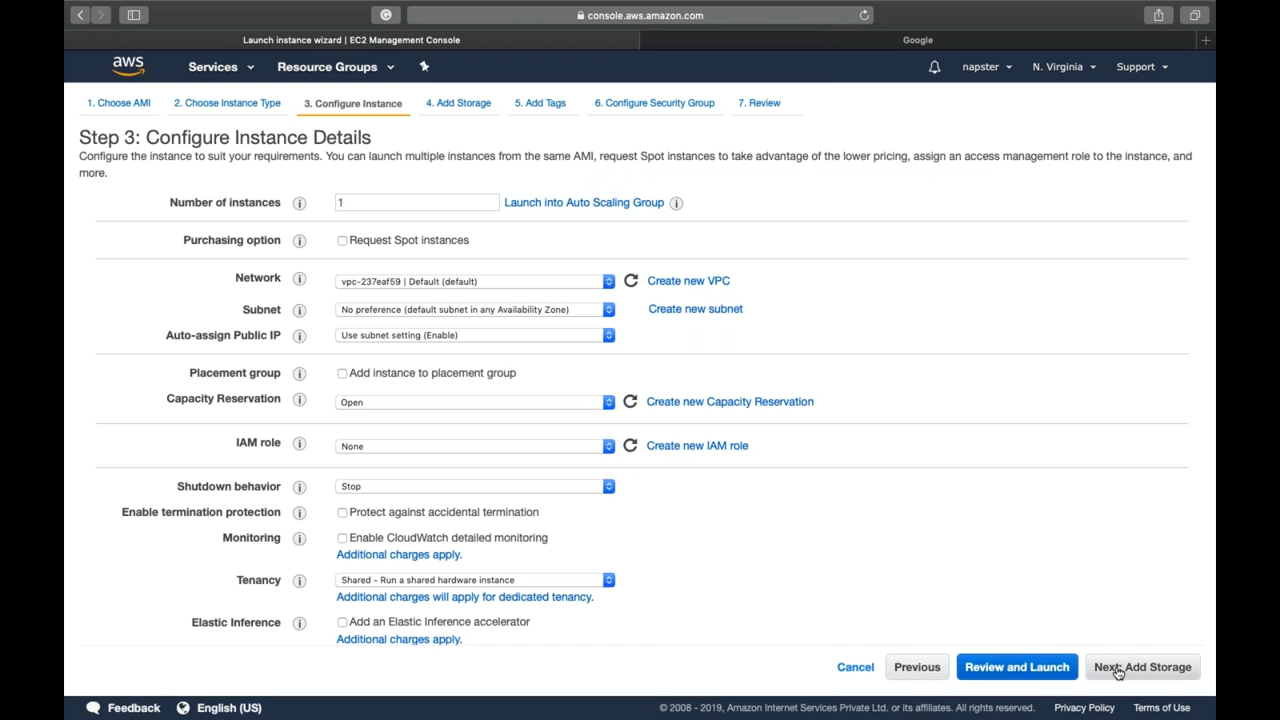 console.aws.amazon.com
Launch instance wizard | EC2 Management Console
Google
aws
Services
Resource Groups
napster
N. Virginia
Support
1. Choose AMI
2. Choose Instance Type
3. Configure Instance
4. Add Storage
5. Add Tags
6. Configure Security Group
7. Review
Step 3: Configure Instance Details
Configure the instance to suit your requirements. You can launch multiple instances from the same AMI, request Spot instances to take advantage of the lower pricing, assign an access management role to the instance, and
more.
Number of instances
1
Launch into Auto Scaling Group
Purchasing option
Request Spot instances
Network
vpc-237eaf59 | Default (default)
Create new VPC
Subnet
No preference (default subnet in any Availability Zone)
Create new subnet
Auto-assign Public IP
Use subnet setting (Enable)
Placement group
Add instance to placement group
Capacity Reservation
Open
Create new Capacity Reservation
IAM role
None
Create new IAM role
Shutdown behavior
Stop
Enable termination protection
Protect against accidental termination
Monitoring
Enable CloudWatch detailed monitoring
Additional charges apply.
Tenancy
Shared - Run a shared hardware instance
Additional charges will apply for dedicated tenancy.
Elastic Inference
Add an Elastic Inference accelerator
Additional charges apply.
Cancel
Previous
Review and Launch
Next: Add Storage
Feedback
English (US)
© 2008 - 2019, Amazon Internet Services Private Ltd. or its affiliates. All rights reserved.
Privacy Policy
Terms of Use